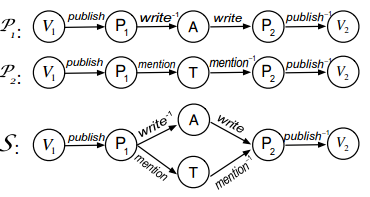 𝒫₁: V₁ publish P₁ write⁻¹ A write P₂ publish⁻¹ V₂
𝒫₂: V₁ publish P₁ mention T mention⁻¹ P₂ publish⁻¹ V₂
write⁻¹ A write
𝒮: V₁ publish P₁ P₂ publish⁻¹ V₂
mention T mention⁻¹